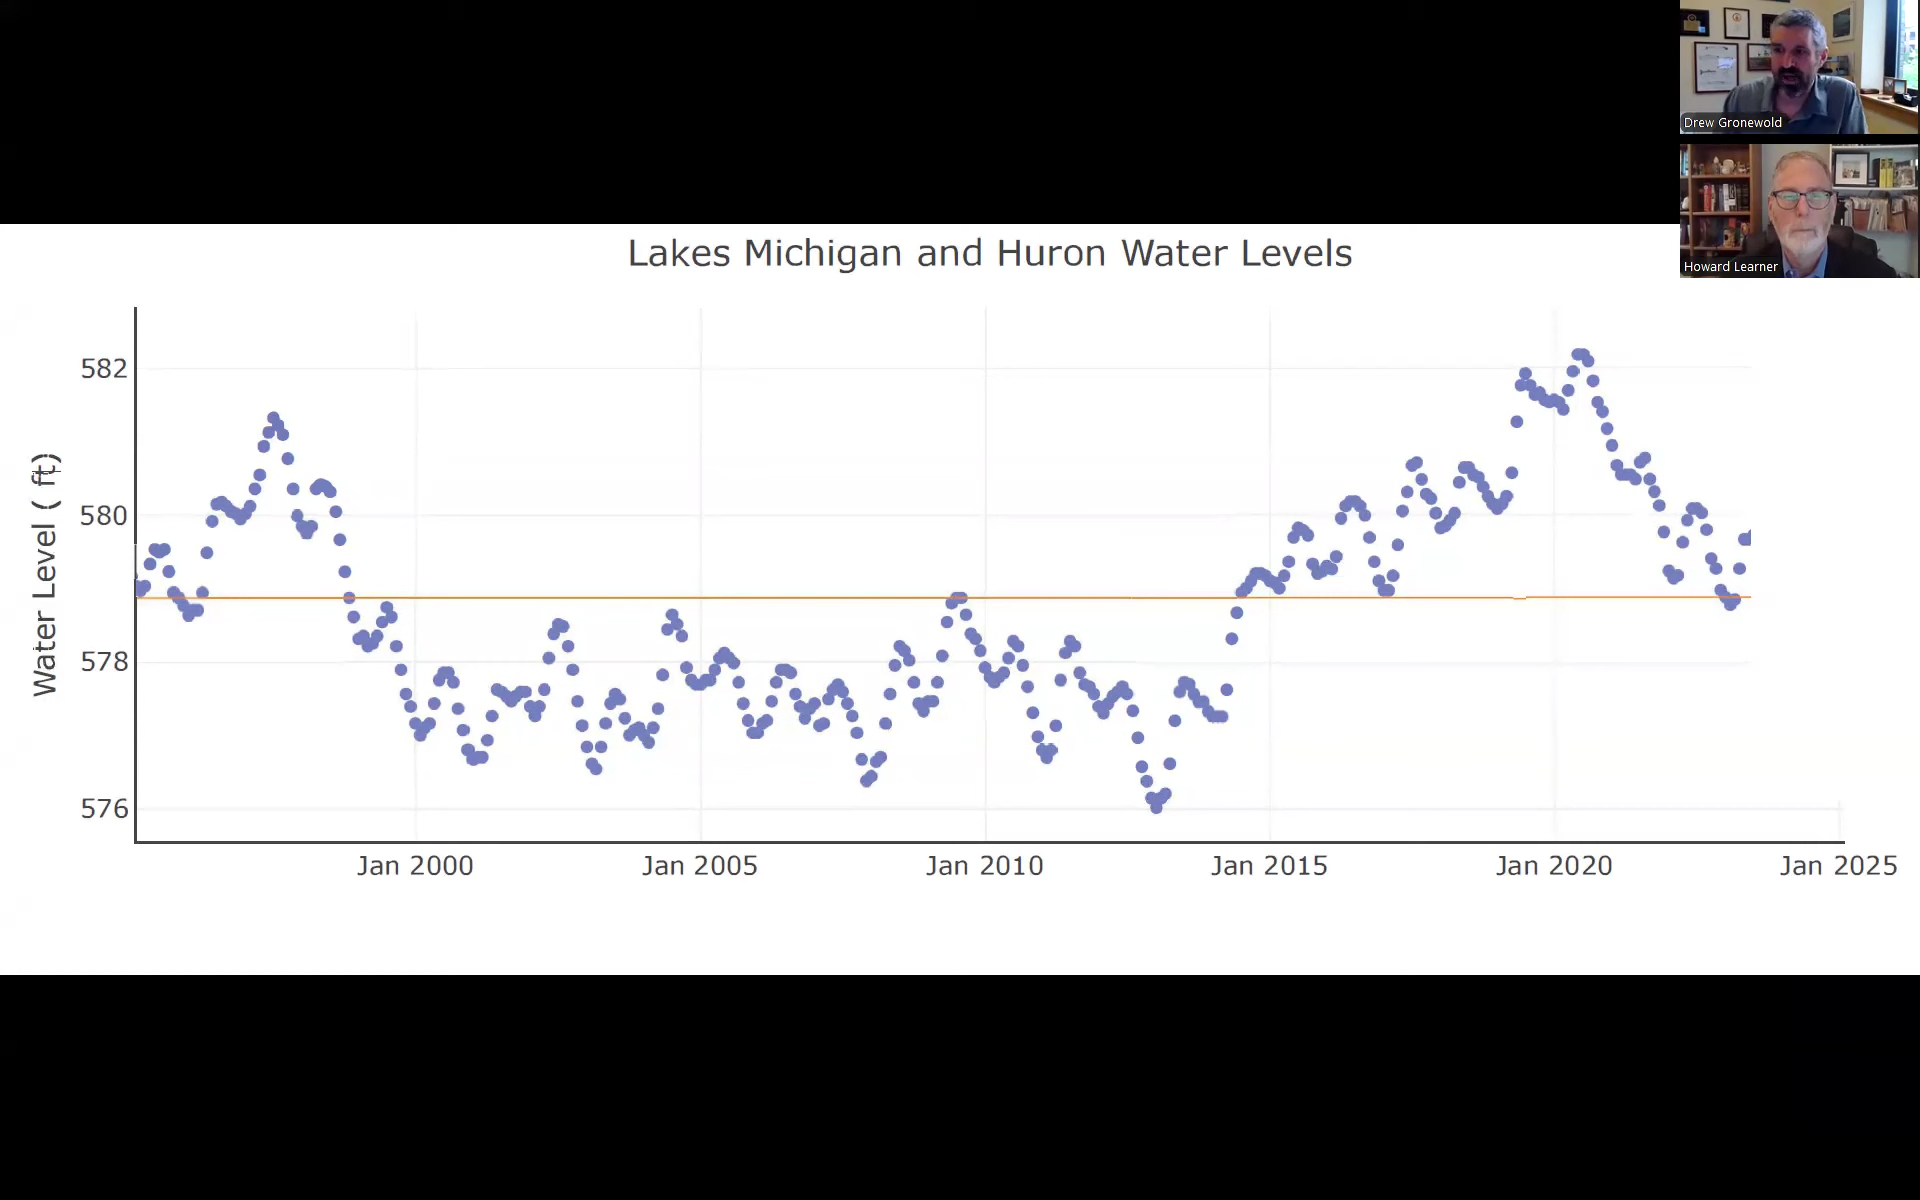 Drew Gronewold
Howard Learner
Lakes Michigan and Huron Water Levels
Water Level ( ft)
582
580
578
576
Jan 2000
Jan 2005
Jan 2010
Jan 2015
Jan 2020
Jan 2025